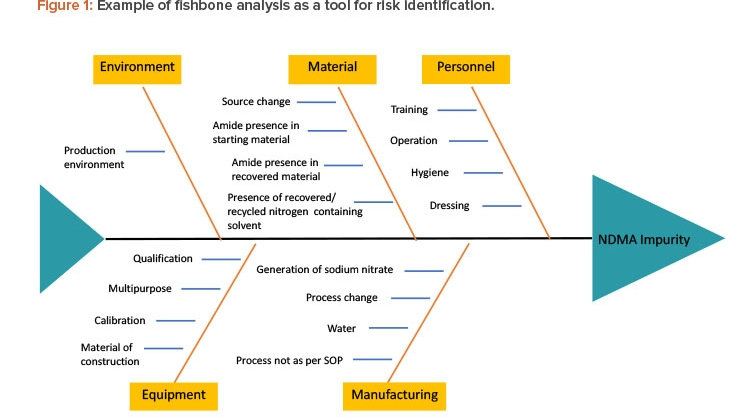 Figure 1: Example of fishbone analysis as a tool for risk identification.
Environment
Material
Personnel
Source change
Training
Amide presence in
starting material
Operation
Production
environment
Amide presence in
recovered material
Hygiene
Presence of recovered/
recycled nitrogen containing
solvent
Dressing
NDMA Impurity
Qualification
Generation of sodium nitrate
Multipurpose
Process change
Calibration
Water
Material of
construction
Process not as per SOP
Equipment
Manufacturing